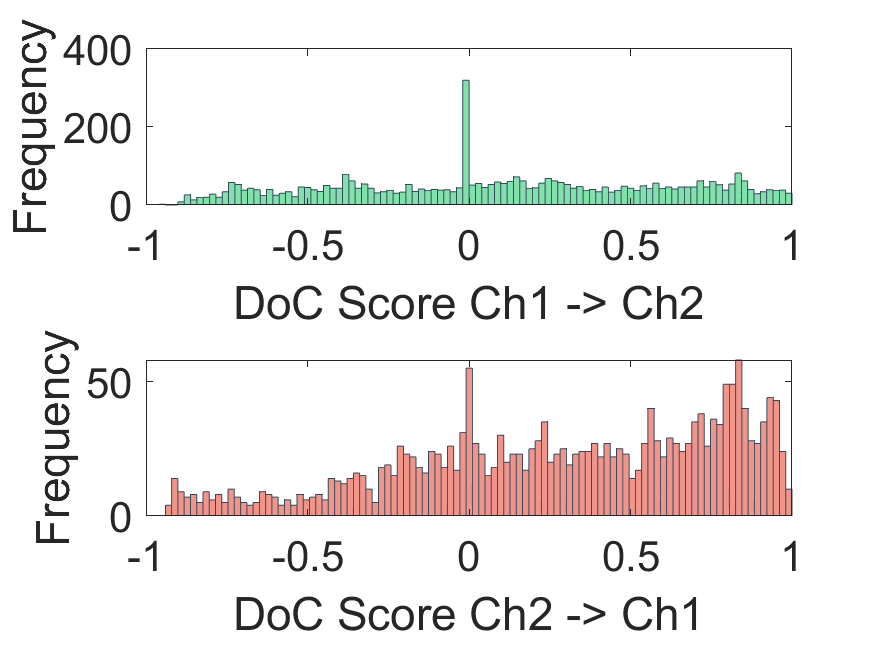 Frequency
400
200
0
-1 -0.5 0 0.5 1
DoC Score Ch1 -> Ch2
Frequency
50
0
-1 -0.5 0 0.5 1
DoC Score Ch2 -> Ch1